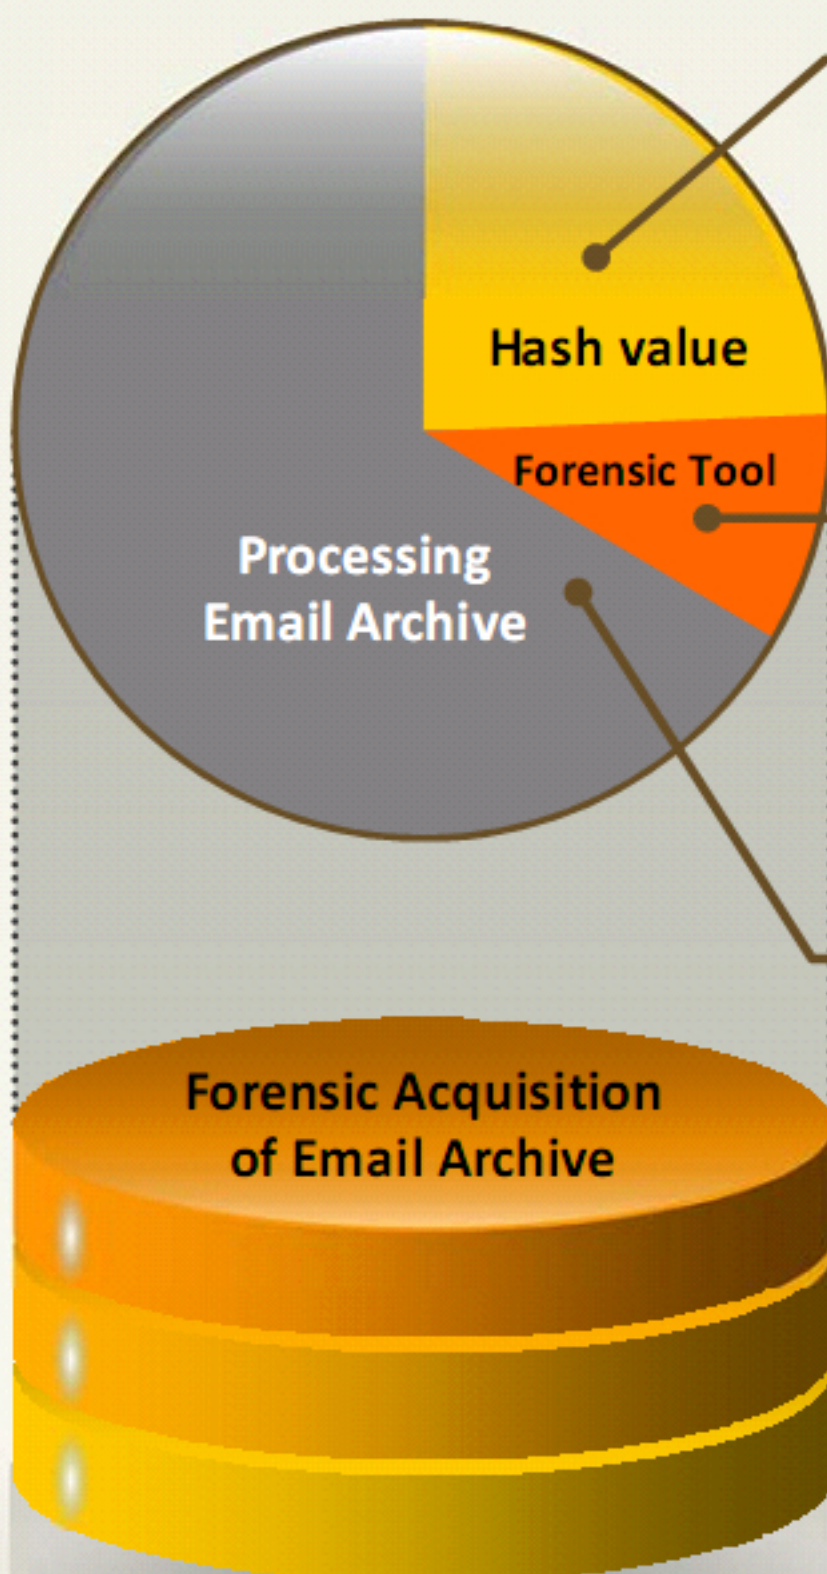 Hash value
Forensic Tool
Processing
Email Archive
Forensic Acquisition
of Email Archive